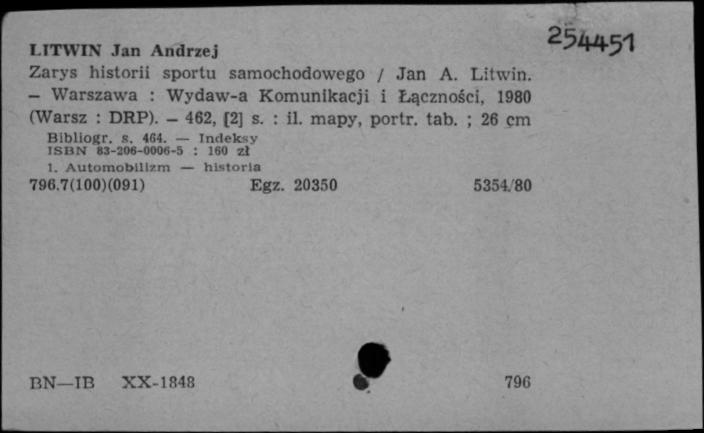 254451
LITWIN Jan Andrzej
Zarys historii sportu samochodowego / Jan A. Litwin.
— Warszawa : Wydaw-a Komunikacji i Łączności, 1980
(Warsz : DRP). — 462, [2] s. : il. mapy, portr. tab. ; 26 cm
Bibliogr. s. 464. — Indeksy
ISBN 83-206-0006-5 : 160 zł
1. Automobilizm — historia
796.7(100)(091) Egz. 20350 5354/80
BN—IB XX-1848 796